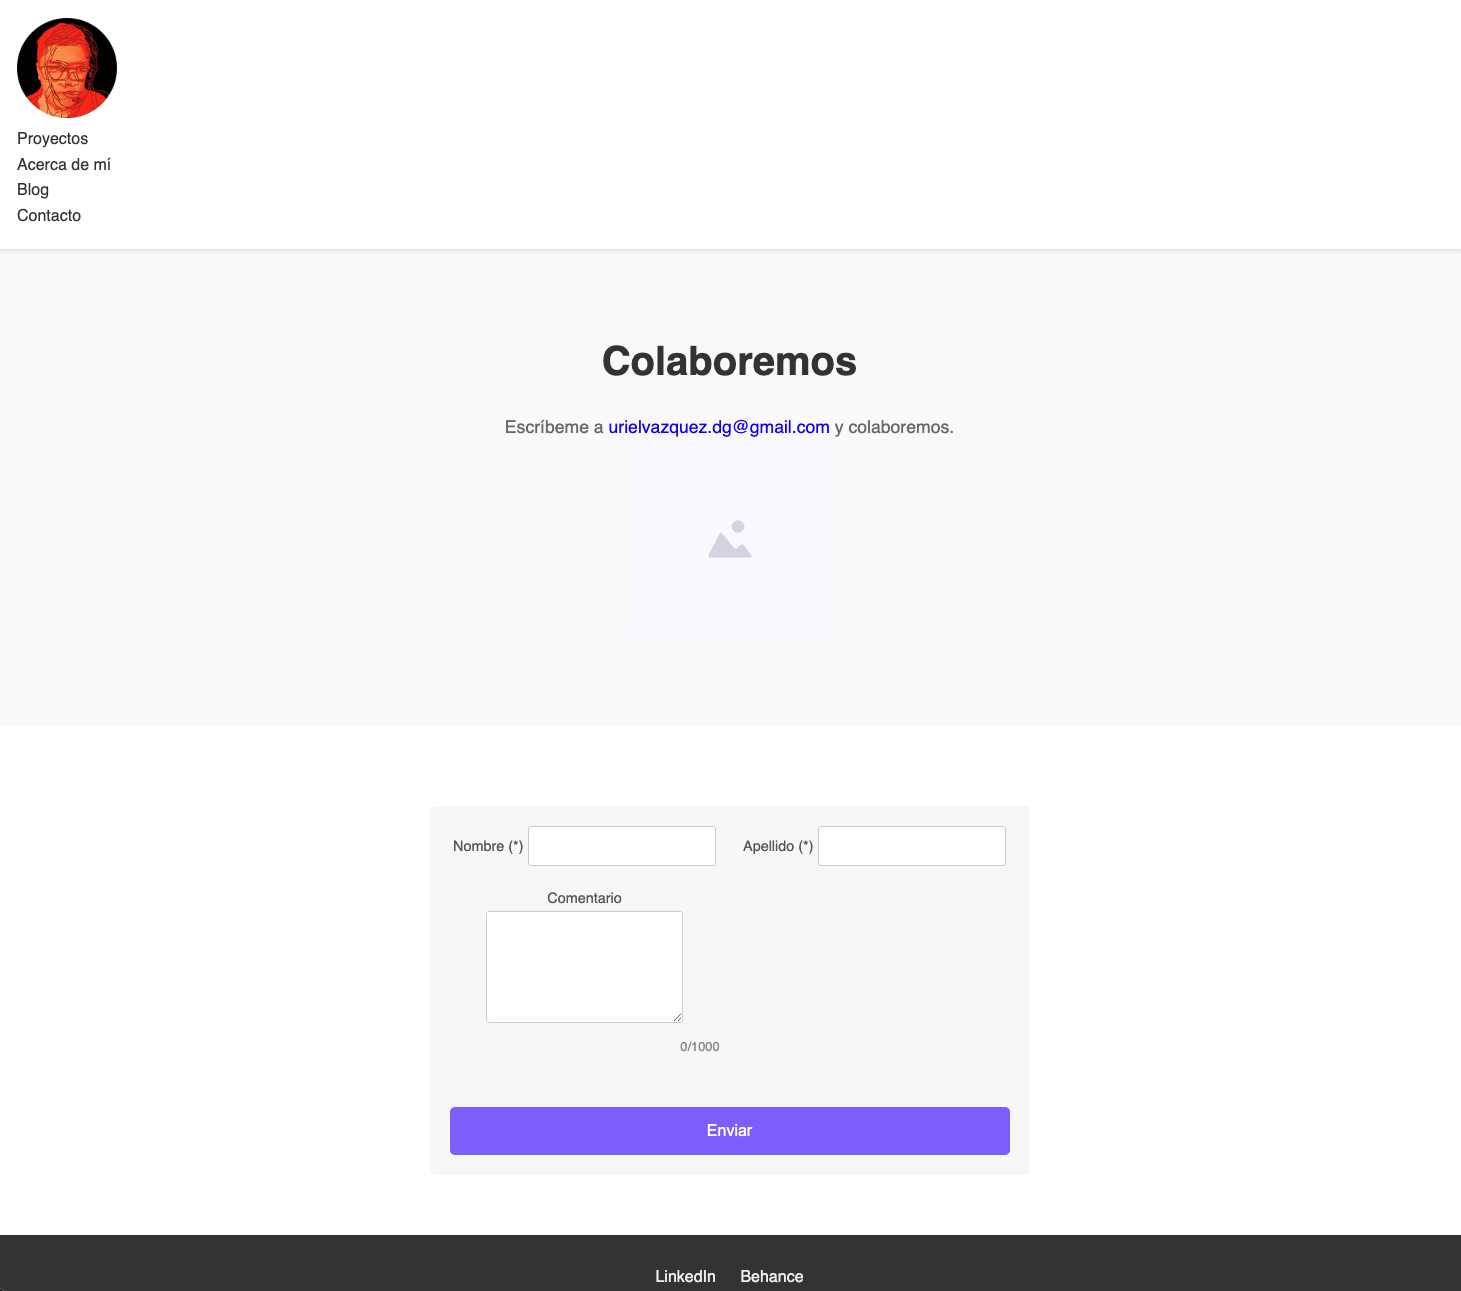 Proyectos
Acerca de mí
Blog
Contacto
Colaboremos
Escríbeme a urielvazquez.dg@gmail.com y colaboremos.
Nombre (*)
Apellido (*)
Comentario
0/1000
Enviar
LinkedIn Behance